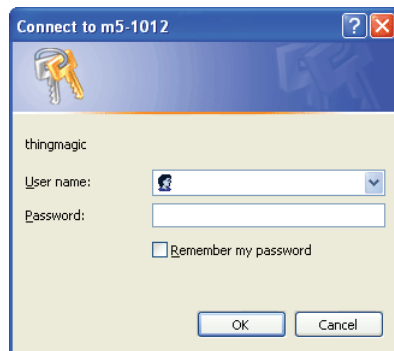 Connect to m5-1012
thingmagic
User name:
Password:
Remember my password
OK Cancel